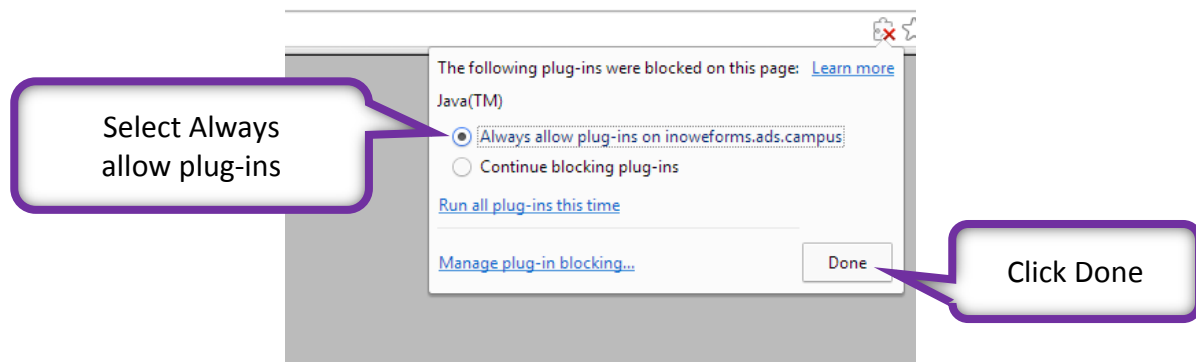 The following plug-ins were blocked on this page: Learn more
Java(TM)
Select Always
allow plug-ins
Always allow plug-ins on inoweforms.ads.campus
Continue blocking plug-ins
Run all plug-ins this time
Manage plug-in blocking...
Done
Click Done